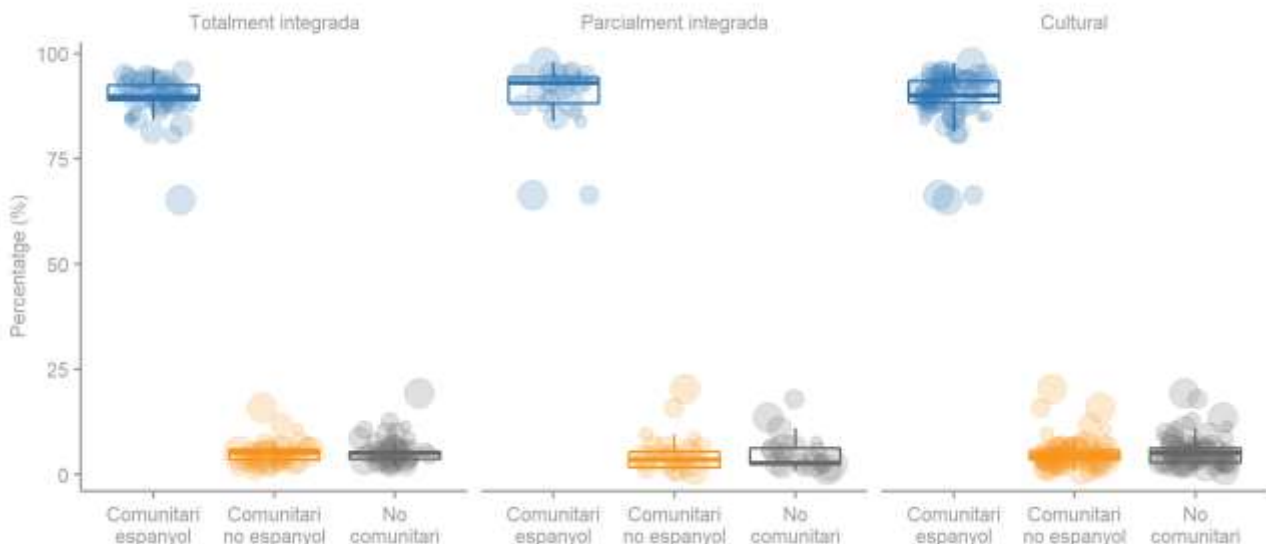 Totalment integrada
Parcialment integrada
Cultural
Percentatge (%)
100
75
50
25
0
Comunitari
espanyol
Comunitari
no espanyol
No
comunitari
Comunitari
espanyol
Comunitari
no espanyol
No
comunitari
Comunitari
espanyol
Comunitari
no espanyol
No
comunitari